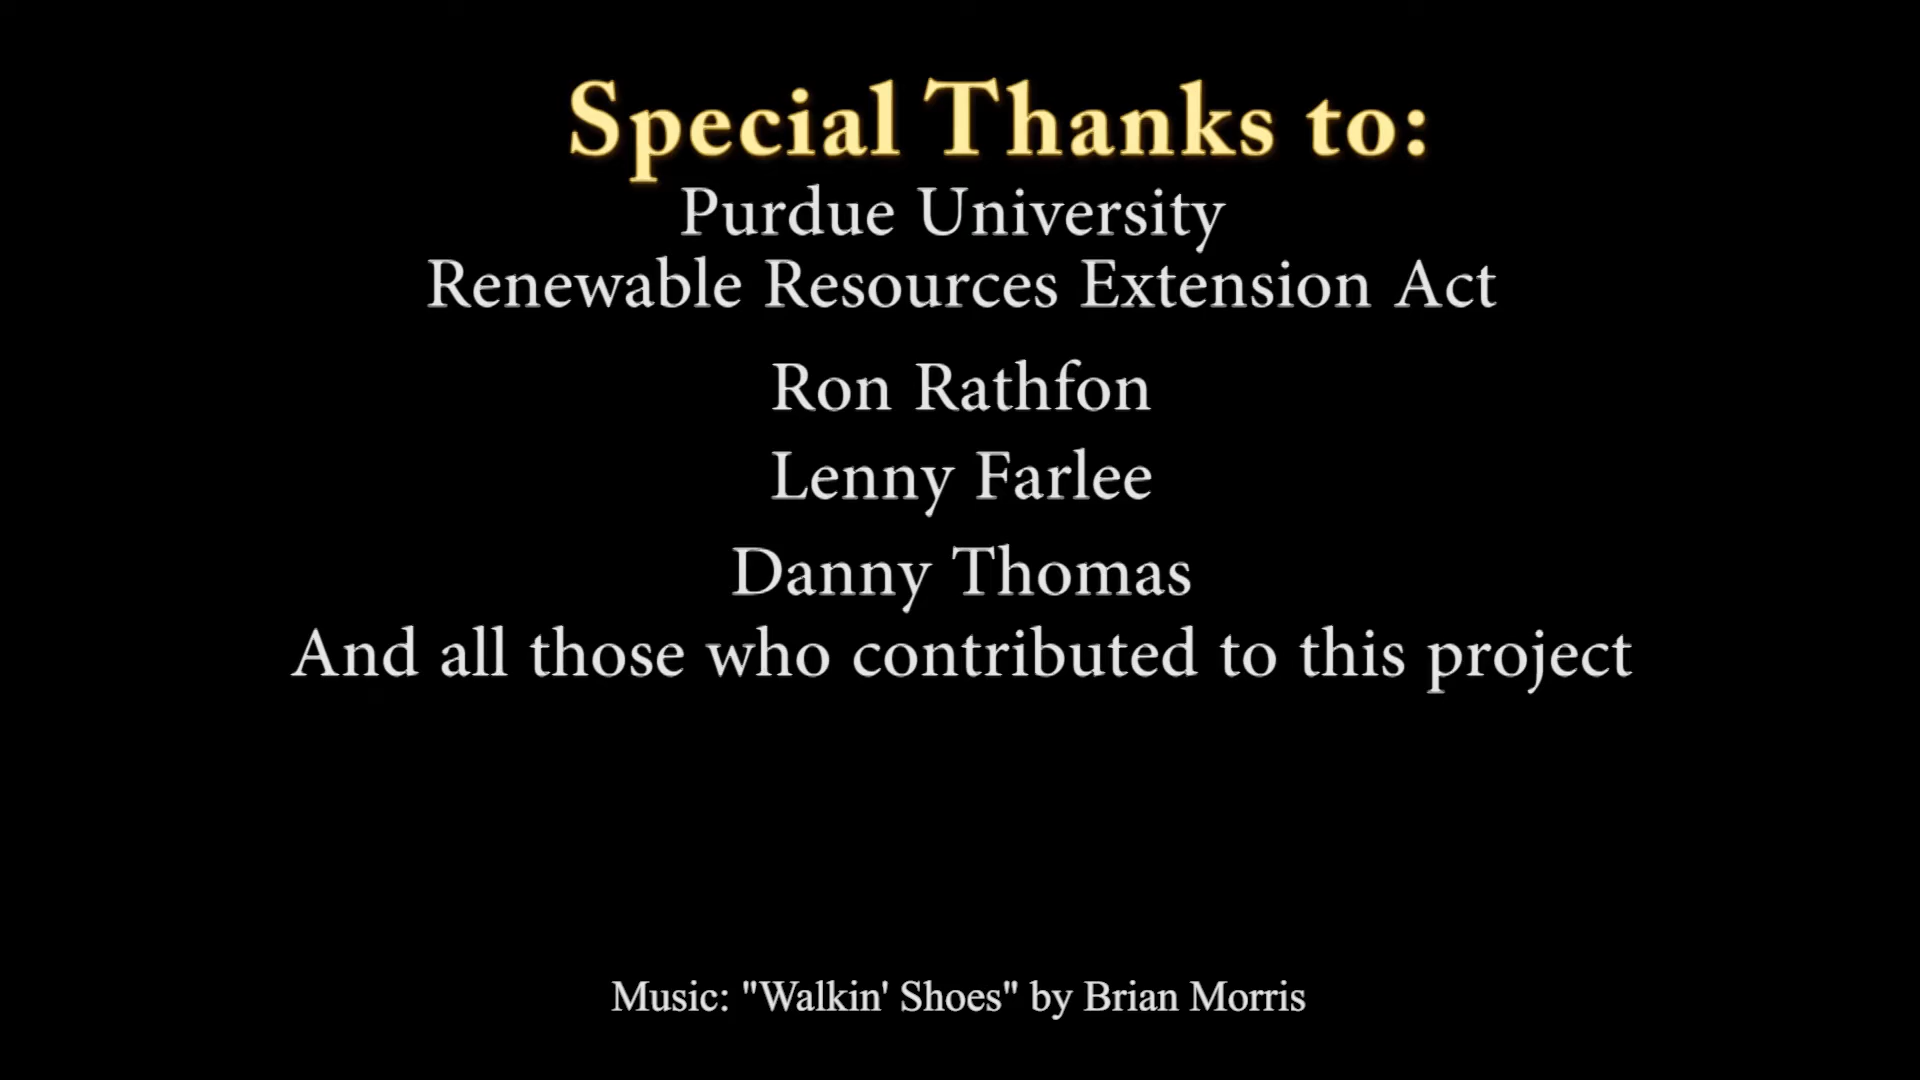 Special Thanks to:
Purdue University
Renewable Resources Extension Act
Ron Rathfon
Lenny Farlee
Danny Thomas
And all those who contributed to this project
Music: "Walkin' Shoes" by Brian Morris